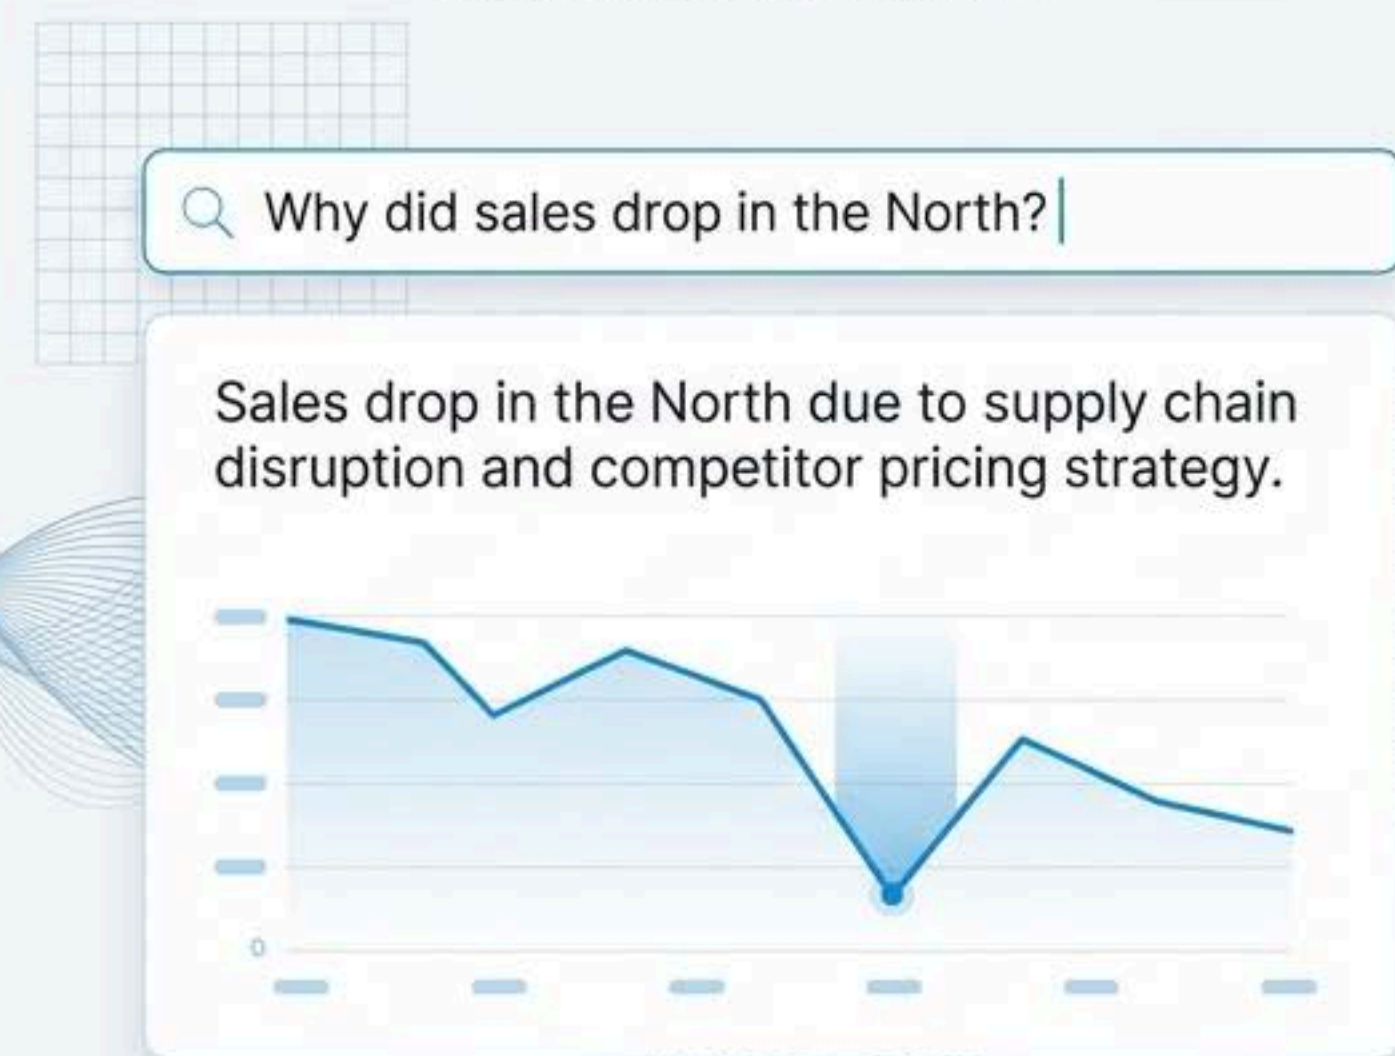 Why did sales drop in the North?
Sales drop in the North due to supply chain
disruption and competitor pricing strategy.
0